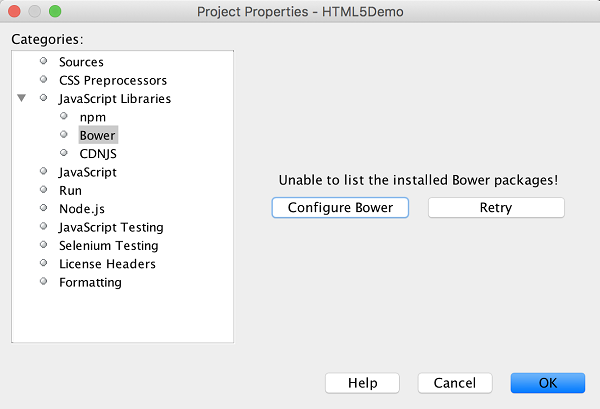 Project Properties - HTML5Demo
Categories:
Sources
CSS Preprocessors
JavaScript Libraries
npm
Bower
CDNJS
JavaScript
Run
Node.js
JavaScript Testing
Selenium Testing
License Headers
Formatting
Unable to list the installed Bower packages!
Configure Bower Retry
Help Cancel OK